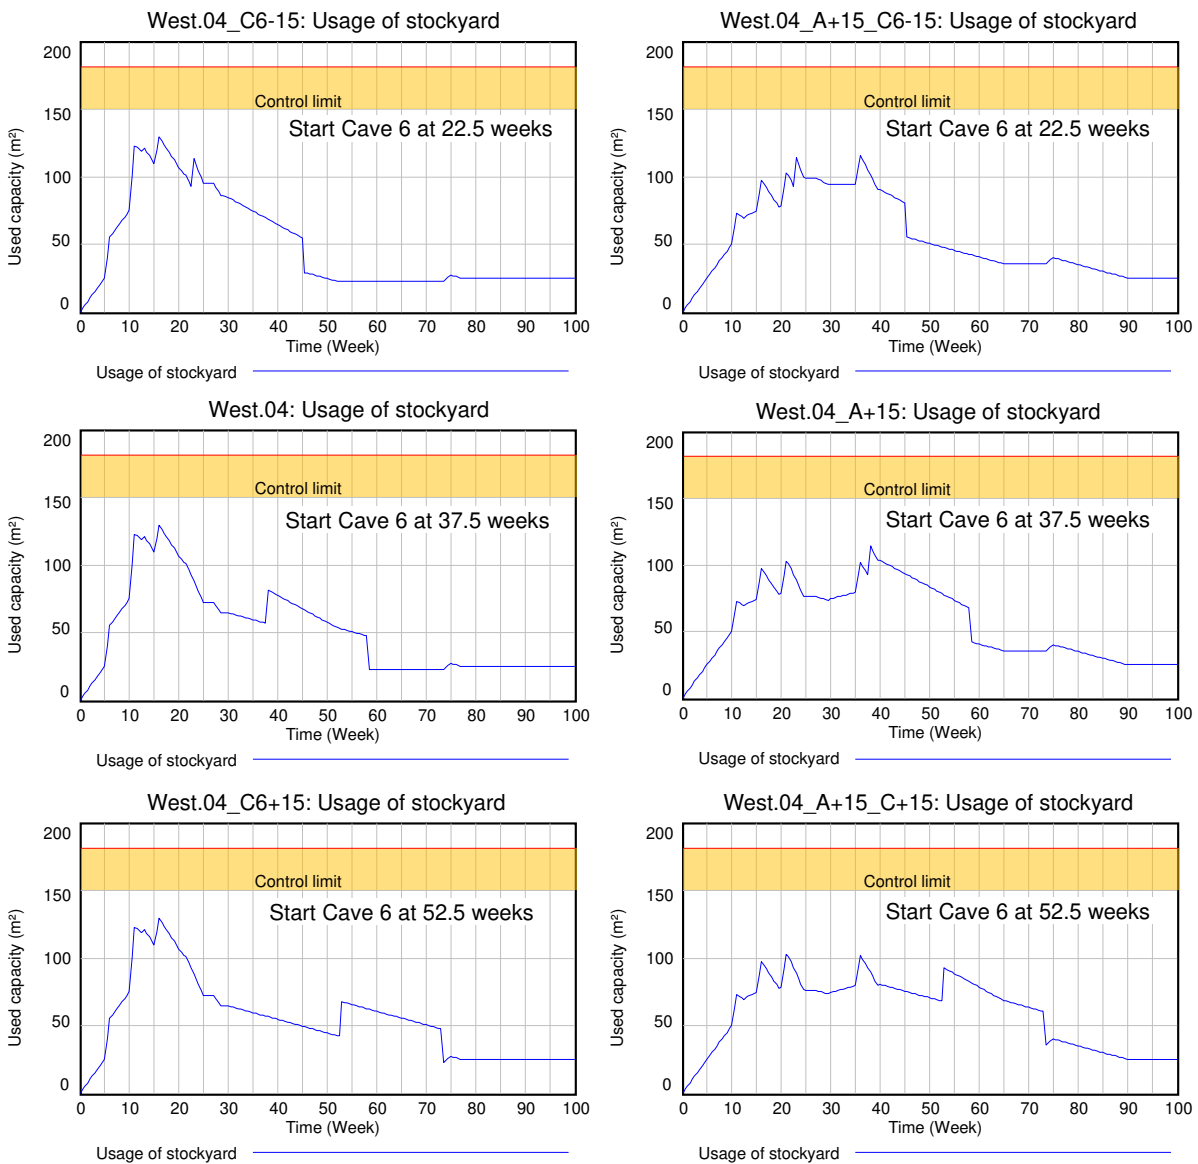 West.04_C6-15: Usage of stockyard
200
Control limit
150
Start Cave 6 at 22.5 weeks
100
50
0
Used capacity (m²)
0 10 20 30 40 50 60 70 80 90 100
Time (Week)
Usage of stockyard
West.04_A+15_C6-15: Usage of stockyard
200
Control limit
150
Start Cave 6 at 22.5 weeks
100
50
0
Used capacity (m²)
0 10 20 30 40 50 60 70 80 90 100
Time (Week)
Usage of stockyard
West.04: Usage of stockyard
200
Control limit
150
Start Cave 6 at 37.5 weeks
100
50
0
Used capacity (m²)
0 10 20 30 40 50 60 70 80 90 100
Time (Week)
Usage of stockyard
West.04_A+15: Usage of stockyard
200
Control limit
150
Start Cave 6 at 37.5 weeks
100
50
0
Used capacity (m²)
0 10 20 30 40 50 60 70 80 90 100
Time (Week)
Usage of stockyard
West.04_C6+15: Usage of stockyard
200
Control limit
150
Start Cave 6 at 52.5 weeks
100
50
0
Used capacity (m²)
0 10 20 30 40 50 60 70 80 90 100
Time (Week)
Usage of stockyard
West.04_A+15_C+15: Usage of stockyard
200
Control limit
150
Start Cave 6 at 52.5 weeks
100
50
0
Used capacity (m²)
0 10 20 30 40 50 60 70 80 90 100
Time (Week)
Usage of stockyard